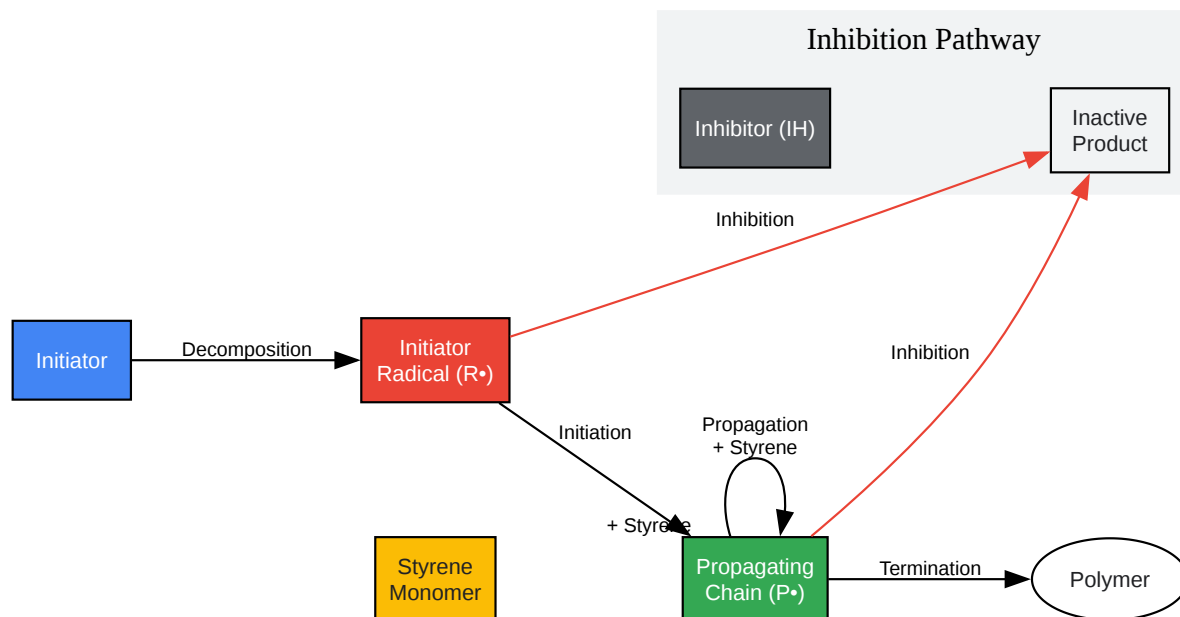 Inhibition Pathway
Inhibitor (IH)
Inactive
Product
Inhibition
Initiator
Decomposition
Initiator
Radical (R•)
Inhibition
Initiation
Propagation
+ Styrene
+ Styrene
Styrene
Monomer
Propagating
Chain (P•)
Termination
Polymer